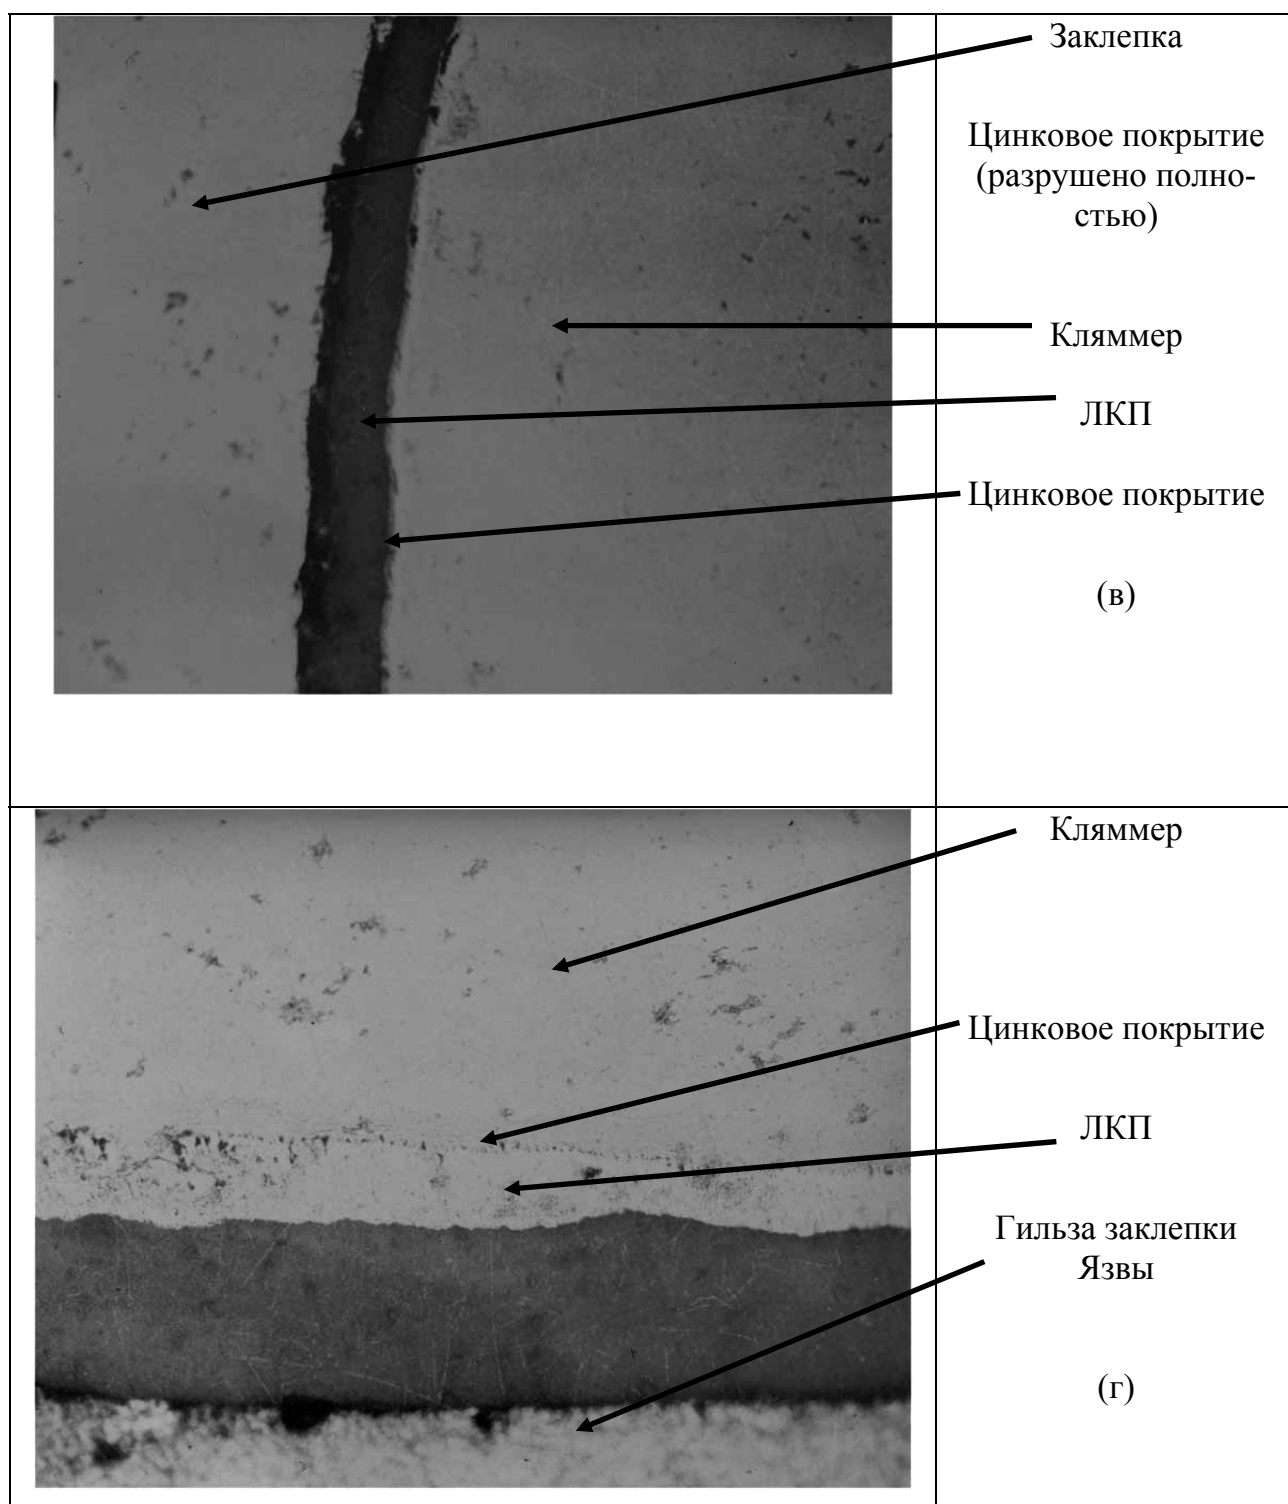 Заклепка
Цинковое покрытие
(разрушено полно-
стью)
Кляммер
ЛКП
Цинковое покрытие
(в)
Кляммер
Цинковое покрытие
ЛКП
Гильза заклепки
Язвы
(г)